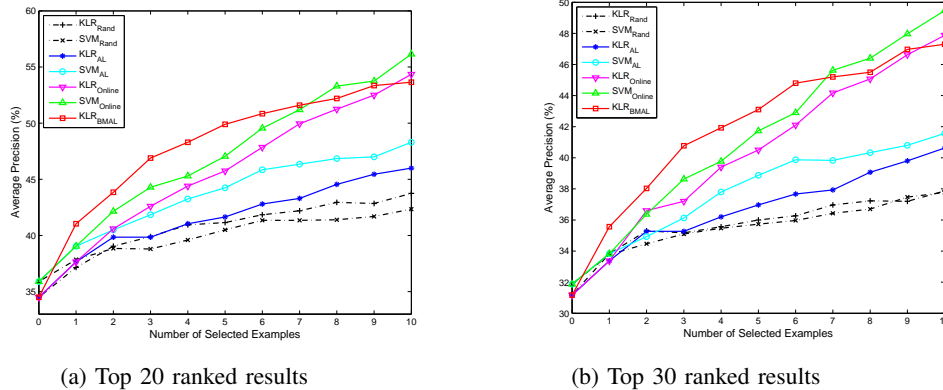 60
55
50
45
40
35
0 1 2 3 4 5 6 7 8 9 10
Average Precision (%)
Number of Selected Examples
KLR_Rand
SVM_Rand
KLR_AL
SVM_AL
KLR_Online
SVM_Online
KLR_BMAL
(a) Top 20 ranked results
50
48
46
44
42
40
38
36
34
32
30
0 1 2 3 4 5 6 7 8 9 1
Average Precision (%)
Number of Selected Examples
KLR_Rand
SVM_Rand
KLR_AL
SVM_AL
KLR_Online
SVM_Online
KLR_BMAL
(b) Top 30 ranked results